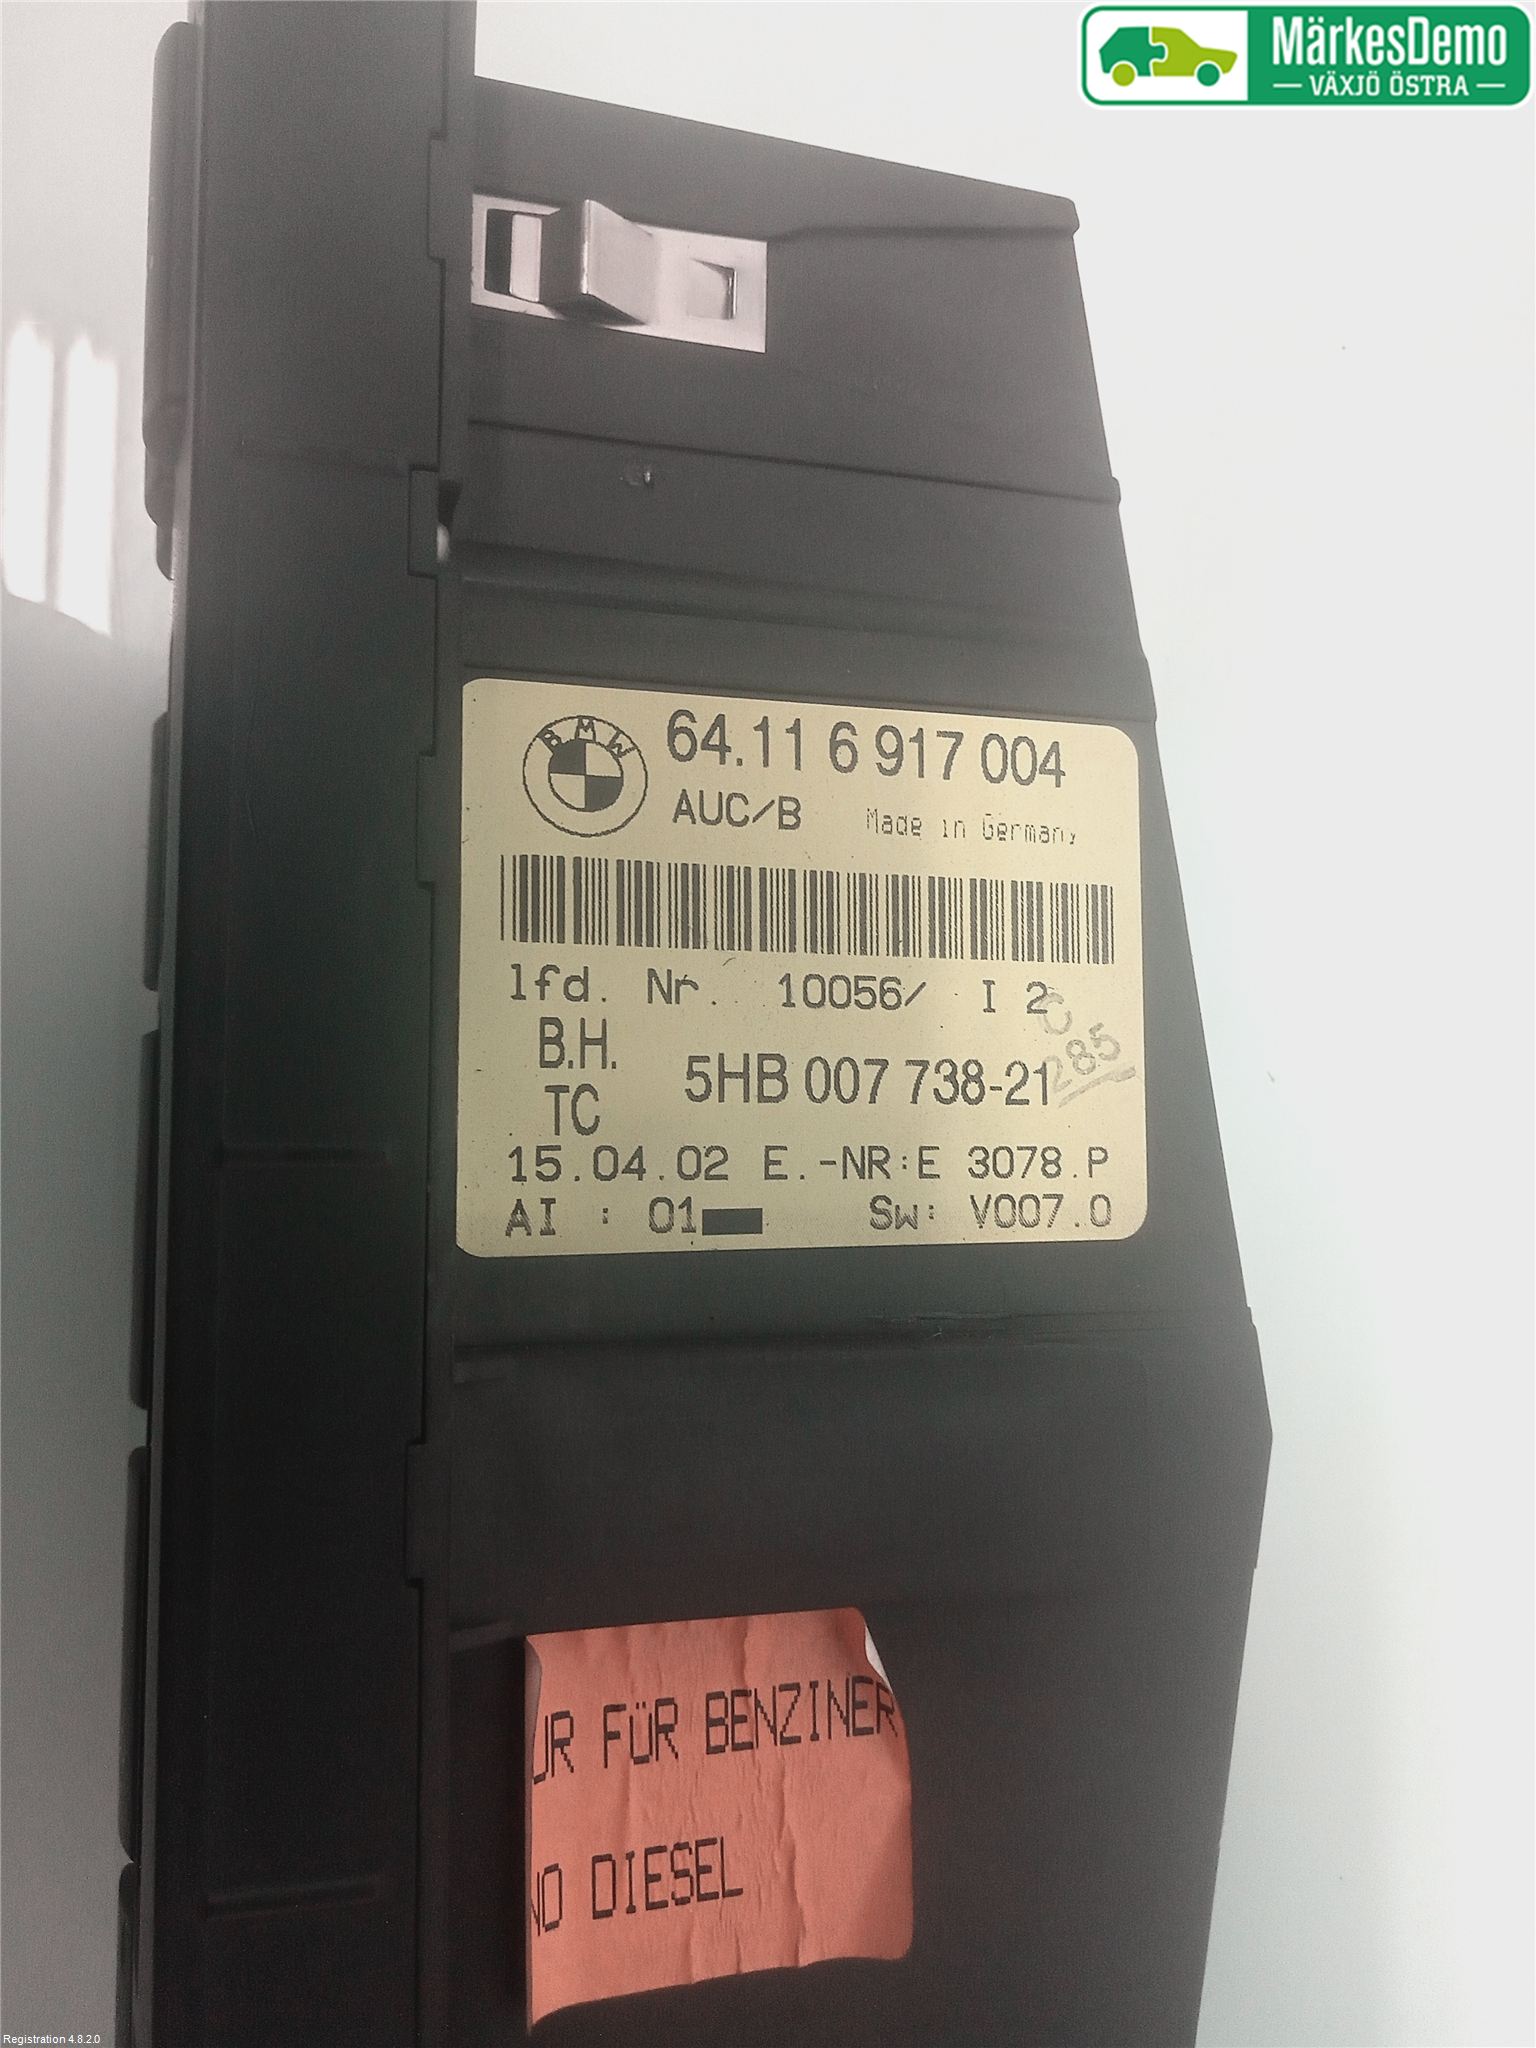 MärkesDemo
VÄXJÖ ÖSTRA
BMW
64.11 6 917 004
AUC/B Made in Germany
lfd. Nr. 10056/ I 2
C
285
B.H.
TC
5HB 007 738-21
15.04.02 E.-NR:E 3078.P
AI : 01 Sw: V007.0
UR FÜR BENZINER
NO DIESEL
Registration 4.8.2.0